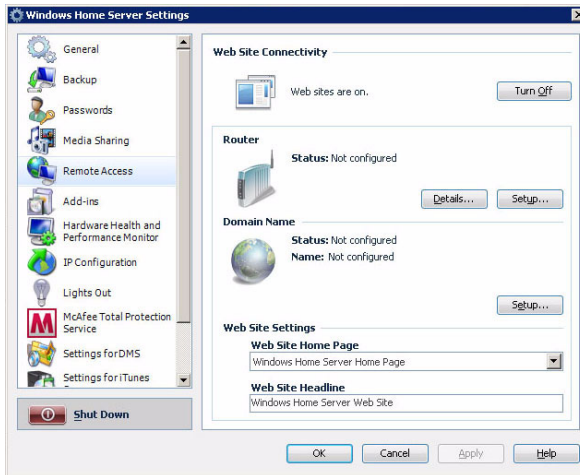 Windows Home Server Settings
General
Backup
Passwords
Media Sharing
Remote Access
Add-ins
Hardware Health and
Performance Monitor
IP Configuration
Lights Out
McAfee Total Protection
Service
Settings for DMS
Settings for iTunes
Shut Down
Web Site Connectivity
Web sites are on.
Turn Off
Router
Status: Not configured
Details...
Setup...
Domain Name
Status: Not configured
Name: Not configured
Setup...
Web Site Settings
Web Site Home Page
Windows Home Server Home Page
Web Site Headline
Windows Home Server Web Site
OK
Cancel
Apply
Help